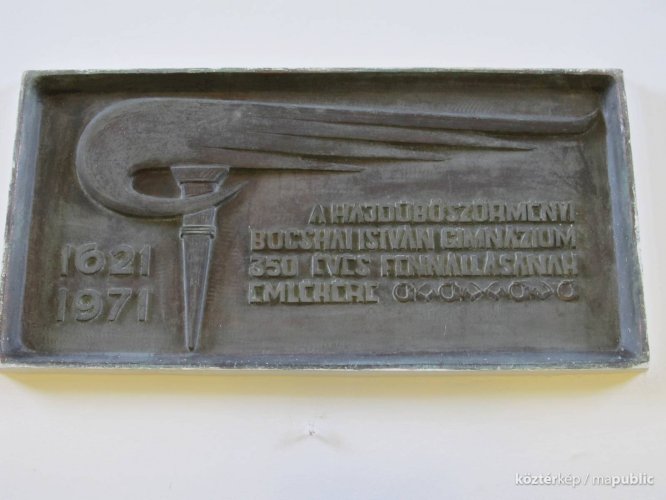 1621
1971
A HAJDÚBÖSZÖRMÉNYI
BOCSKAI ISTVÁN GIMNÁZIUM
350 ÉVES FENNÁLLÁSÁNAK
EMLÉKÉRE
köztérkép / mapublic